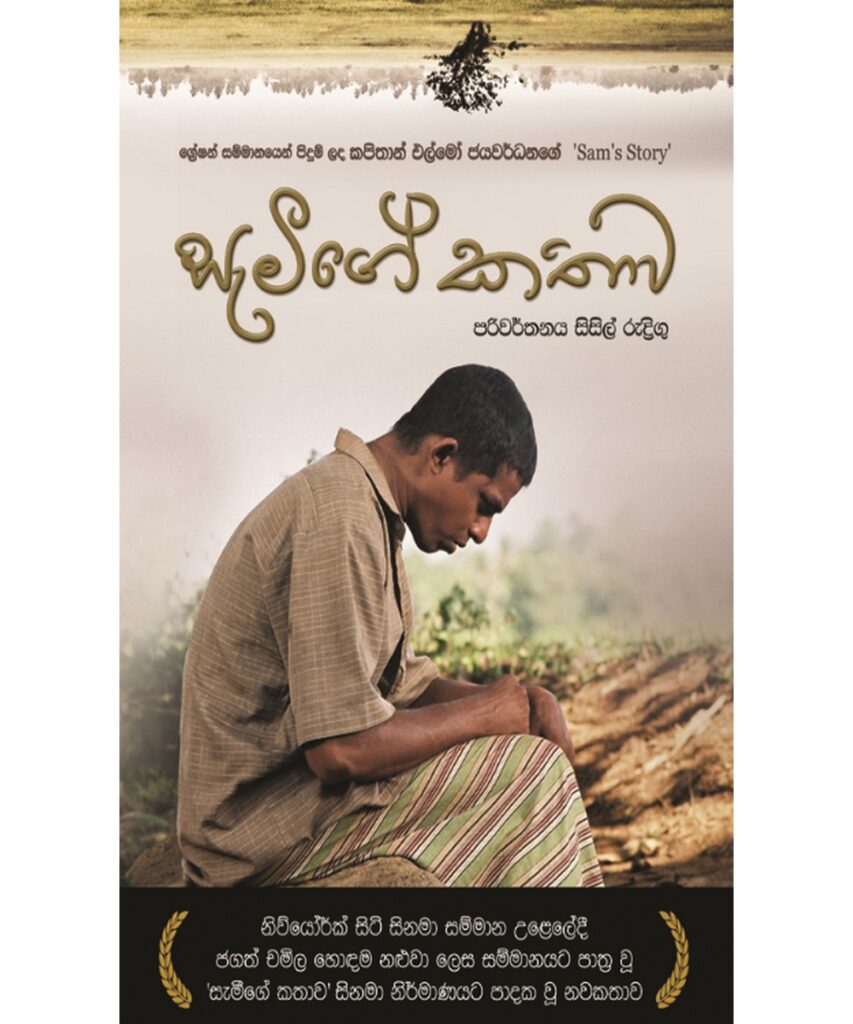 ග්‍රේෂන් සම්මානයෙන් පිදුම් ලද කපිතාන් එල්මෝ ජයවර්ධනගේ 'Sam's Story'
සැමීගේ කතාව
පරිවර්තනය සිසිල් රුද්‍රිගු
නිව්යෝර්ක් සිටි සිනමා සම්මාන උළෙලේදී
ජගත් චමිල හොඳම නළුවා ලෙස සම්මානයට පාත්‍ර වූ
'සැමීගේ කතාව' සිනමා නිර්මාණයට පාදක වූ නවකතාව